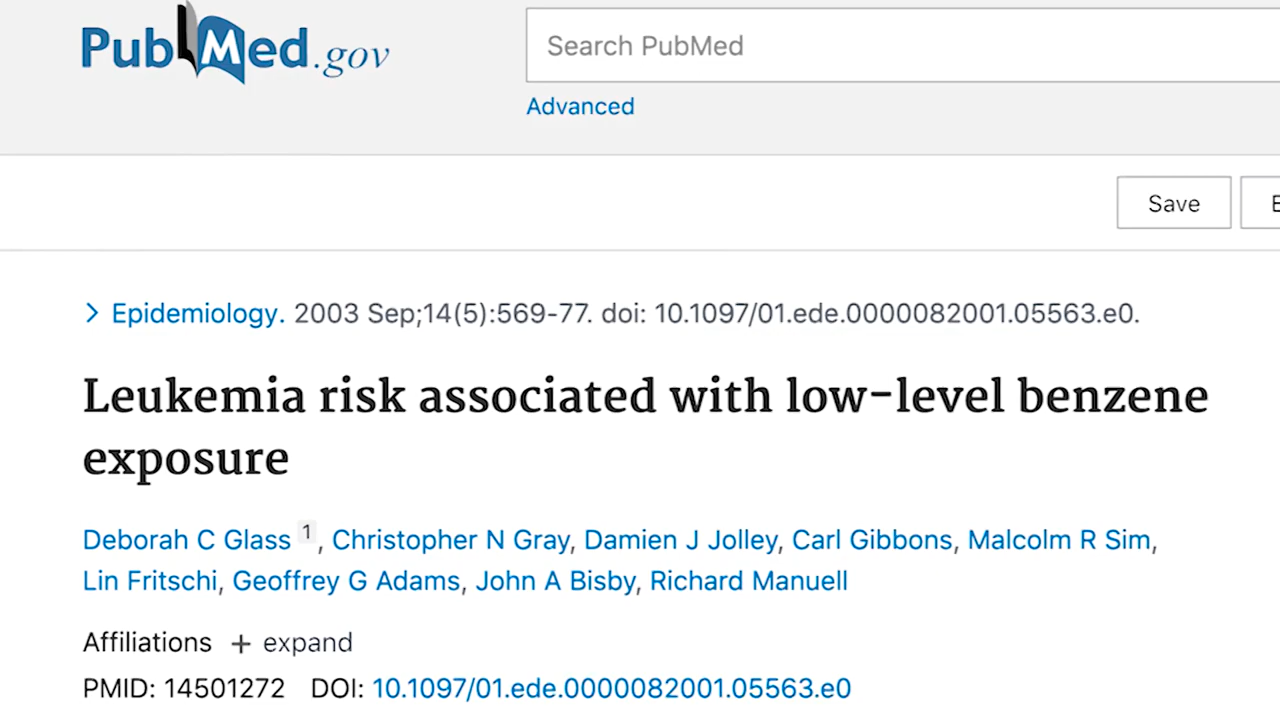 PubMed.gov
Search PubMed
Advanced
Save
Epidemiology. 2003 Sep;14(5):569-77. doi: 10.1097/01.ede.0000082001.05563.e0.
Leukemia risk associated with low-level benzene
exposure
Deborah C Glass 1, Christopher N Gray, Damien J Jolley, Carl Gibbons, Malcolm R Sim,
Lin Fritschi, Geoffrey G Adams, John A Bisby, Richard Manuell
Affiliations + expand
PMID: 14501272 DOI: 10.1097/01.ede.0000082001.05563.e0